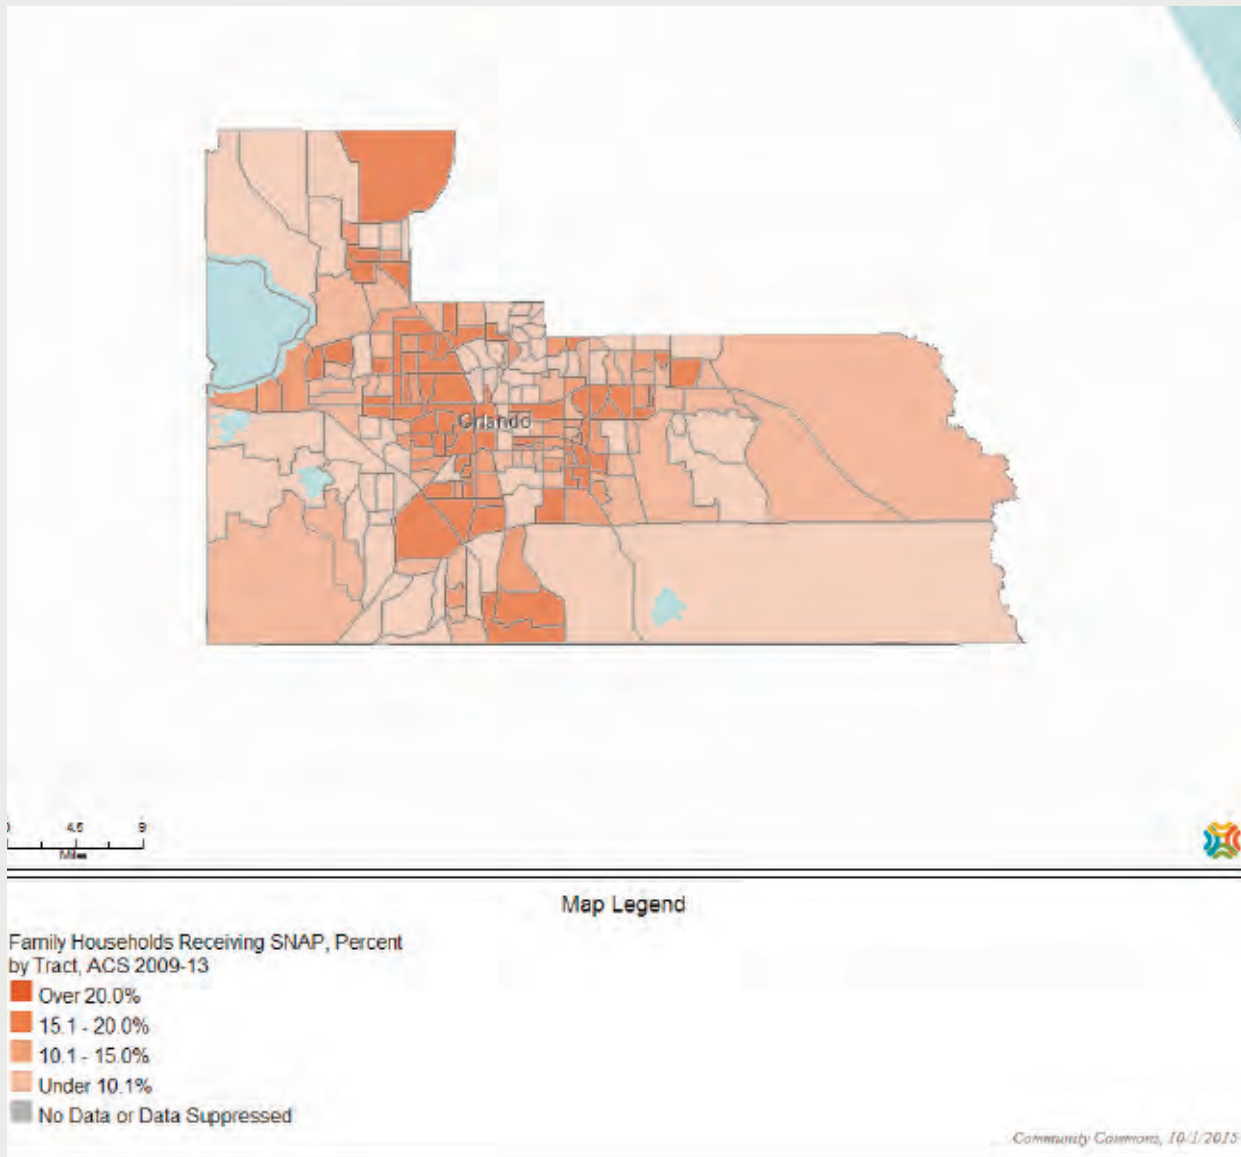 Orlando
4.5 9
Miles
Map Legend
Family Households Receiving SNAP, Percent
by Tract, ACS 2009-13
Over 20.0%
15.1 - 20.0%
10.1 - 15.0%
Under 10.1%
No Data or Data Suppressed
Community Commons, 10/1/2015